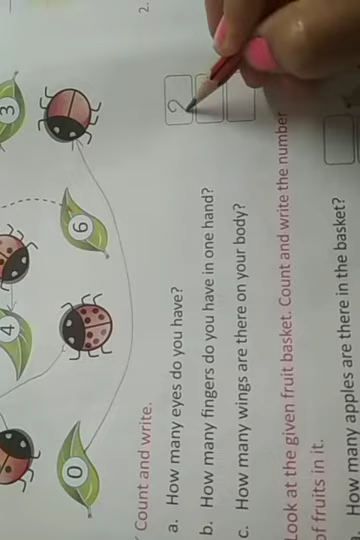 3
6
4
0
2.
Count and write.
a. How many eyes do you have? 2
b. How many fingers do you have in one hand?
c. How many wings are there on your body?
Look at the given fruit basket. Count and write the number
of fruits in it.
How many apples are there in the basket?